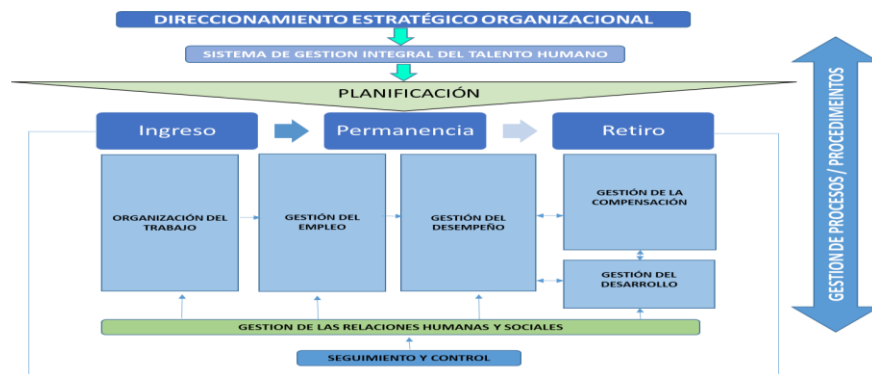 DIRECCIONAMIENTO ESTRATÉGICO ORGANIZACIONAL
SISTEMA DE GESTION INTEGRAL DEL TALENTO HUMANO
PLANIFICACIÓN
Ingreso
Permanencia
Retiro
ORGANIZACIÓN DEL
TRABAJO
GESTIÓN DEL
EMPLEO
GESTIÓN DEL
DESEMPEÑO
GESTIÓN DE LA
COMPENSACIÓN
GESTIÓN DEL
DESARROLLO
GESTION DE LAS RELACIONES HUMANAS Y SOCIALES
SEGUIMIENTO Y CONTROL
GESTION DE PROCESOS / PROCEDIMEINTOS